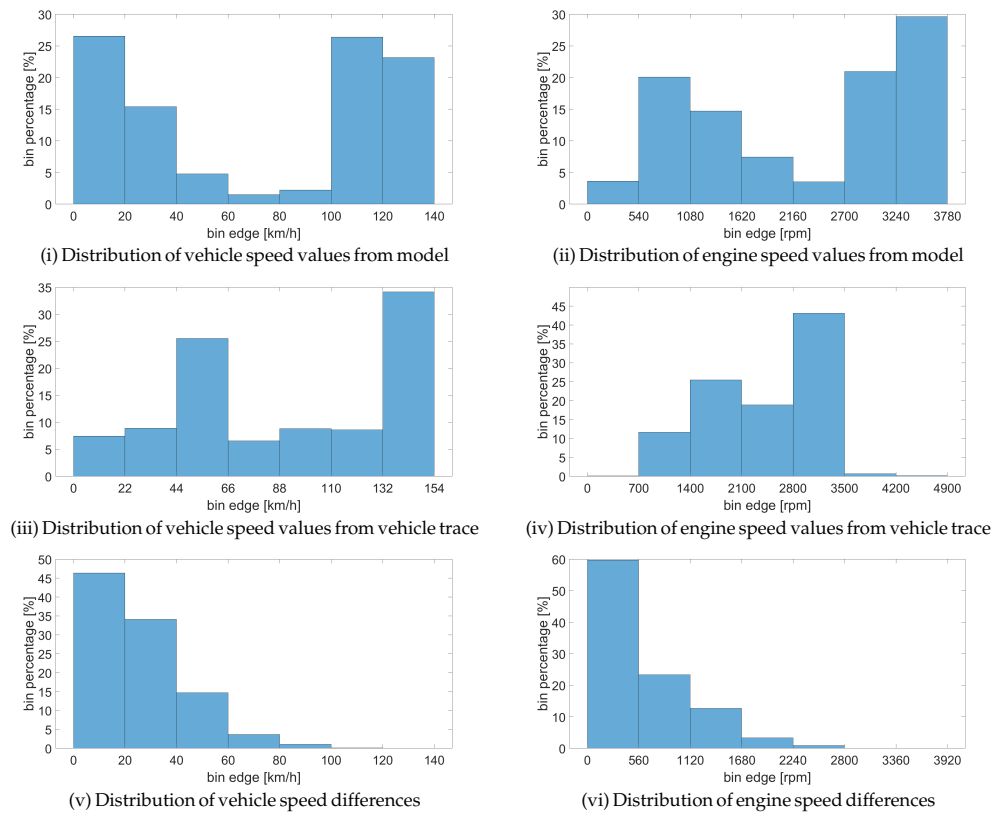 30
25
20
15
10
5
0
bin percentage [%]
0 20 40 60 80 100 120 140
bin edge [km/h]
(i) Distribution of vehicle speed values from model
30
25
20
15
10
5
0
bin percentage [%]
0 540 1080 1620 2160 2700 3240 3780
bin edge [rpm]
(ii) Distribution of engine speed values from model
35
30
25
20
15
10
5
0
bin percentage [%]
0 22 44 66 88 110 132 154
bin edge [km/h]
(iii) Distribution of vehicle speed values from vehicle trace
45
40
35
30
25
20
15
10
5
0
bin percentage [%]
0 700 1400 2100 2800 3500 4200 4900
bin edge [rpm]
(iv) Distribution of engine speed values from vehicle trace
50
45
40
35
30
25
20
15
10
5
0
bin percentage [%]
0 20 40 60 80 100 120 140
bin edge [km/h]
(v) Distribution of vehicle speed differences
60
50
40
30
20
10
0
bin percentage [%]
0 560 1120 1680 2240 2800 3360 3920
bin edge [rpm]
(vi) Distribution of engine speed differences